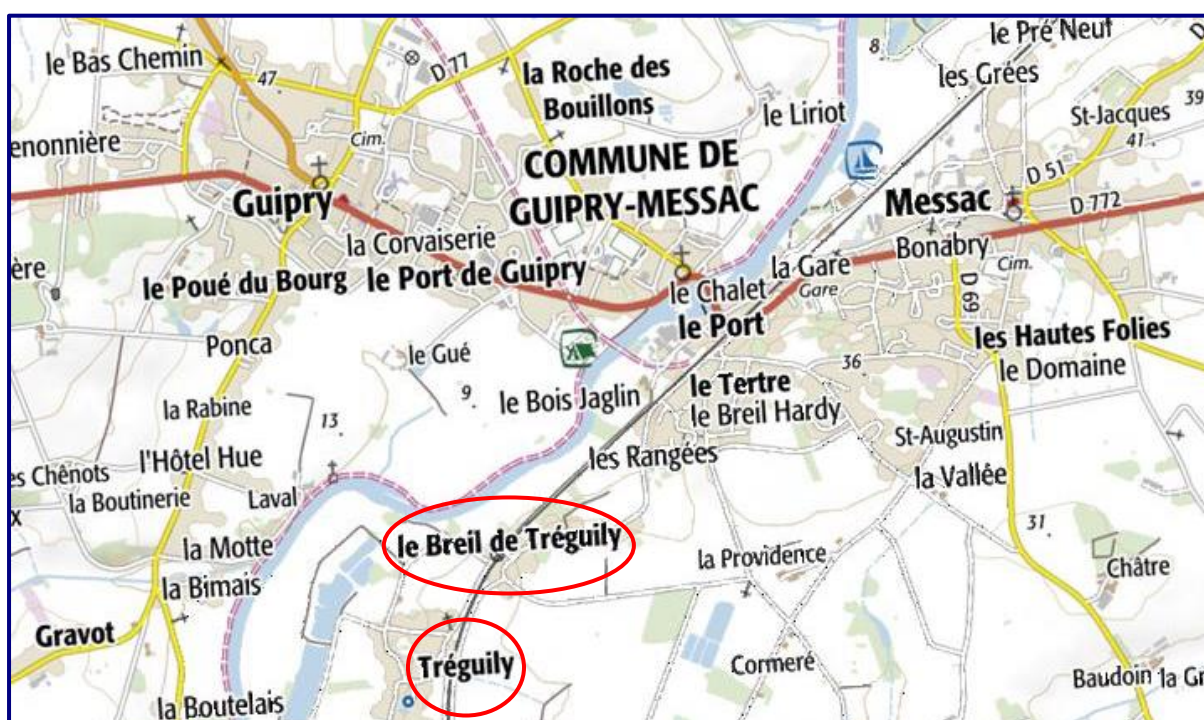 le Bas Chemin
47
D 77
la Roche des
Bouillons
8
le Pré Neuf
les Grées
le Liriot
St-Jacques
39
41
enonnière
Cim.
COMMUNE DE
GUIPRY-MESSAC
Guipry
Messac
D 51
D 772
la Corvaiserie
Bonabry
ère
le Poué du Bourg
le Port de Guipry
la Gare
Gare
Cim.
le Chalet
D 69
le Port
les Hautes Folies
Ponca
le Gué
36
le Domaine
9
le Tertre
la Rabine
le Bois Jaglin
le Breil Hardy
13
St-Augustin
l'Hôtel Hue
les Rangées
es Chênots
la Vallée
la Boutinerie
Laval
x
31
la Motte
le Breil de Tréguily
la Providence
Châtre
la Bimais
Gravot
Tréguily
Cormeré
Baudoin
la Gr
la Boutelais